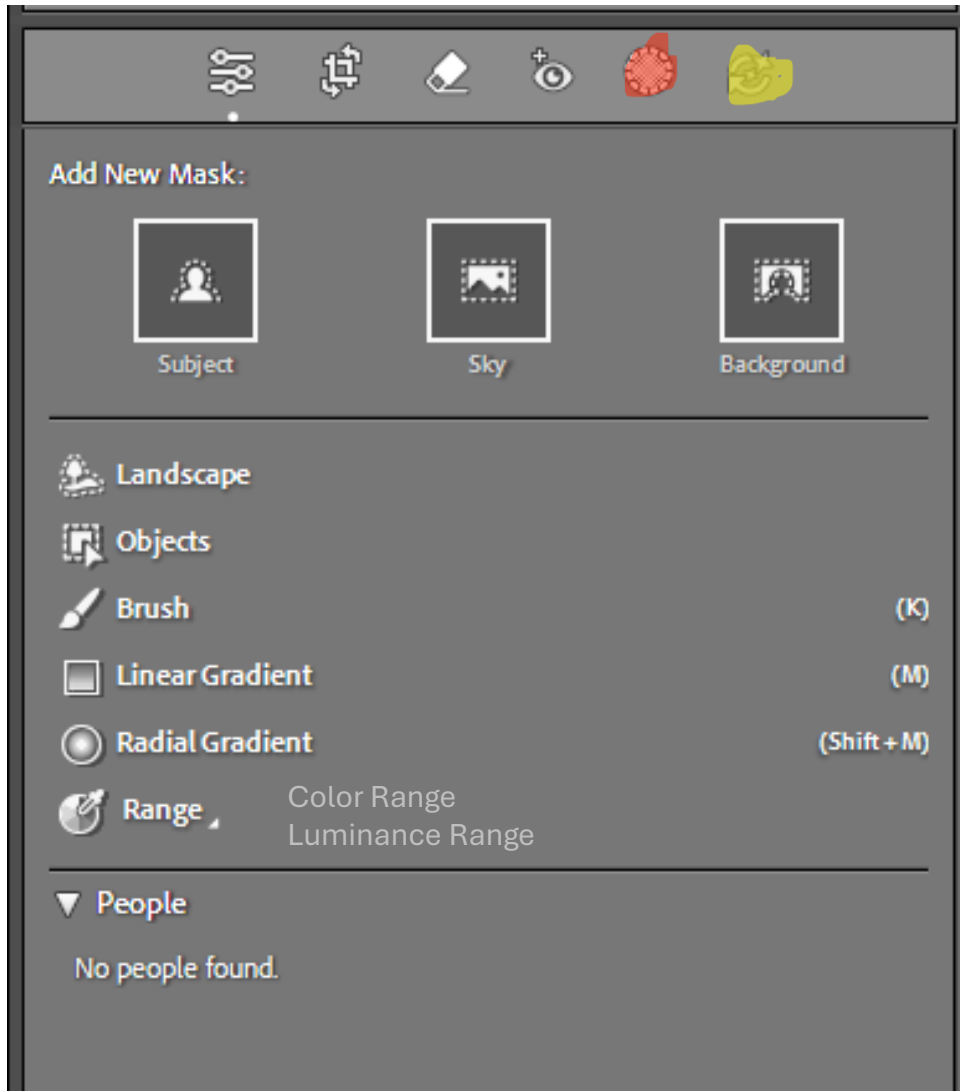 Add New Mask:
Subject
Sky
Background
Landscape
Objects
Brush (K)
Linear Gradient (M)
Radial Gradient (Shift+M)
Range Color Range
Luminance Range
People
No people found.